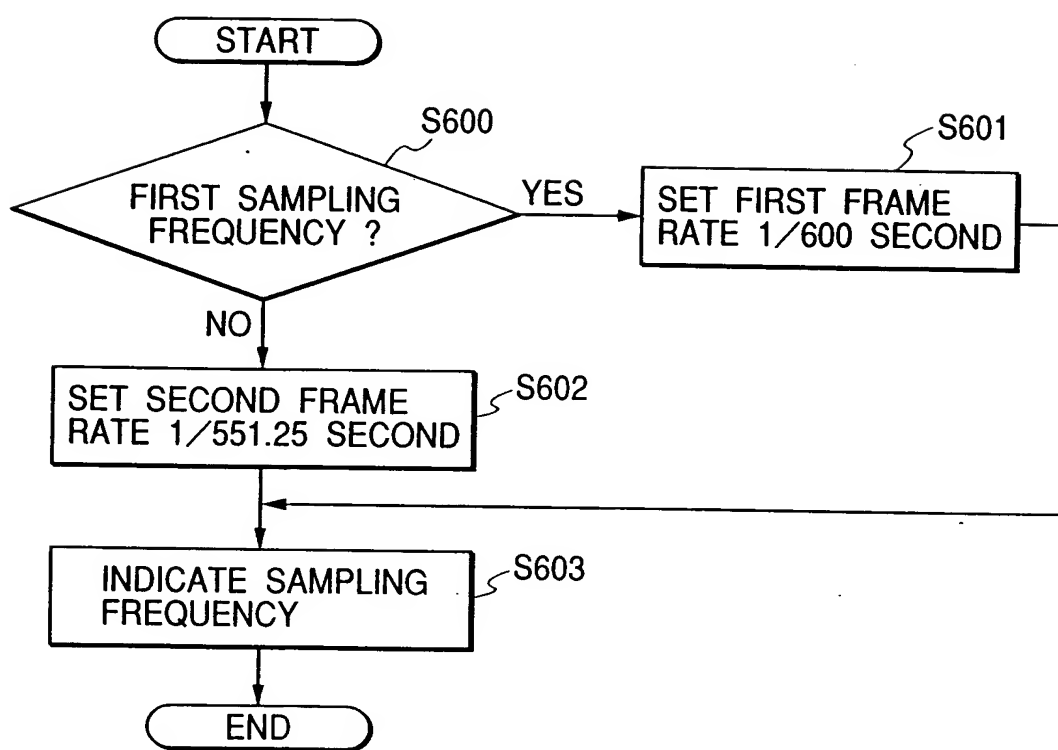 START
S600
FIRST SAMPLING
FREQUENCY ?
YES
S601
SET FIRST FRAME
RATE 1/600 SECOND
NO
S602
SET SECOND FRAME
RATE 1/551.25 SECOND
S603
INDICATE SAMPLING
FREQUENCY
END